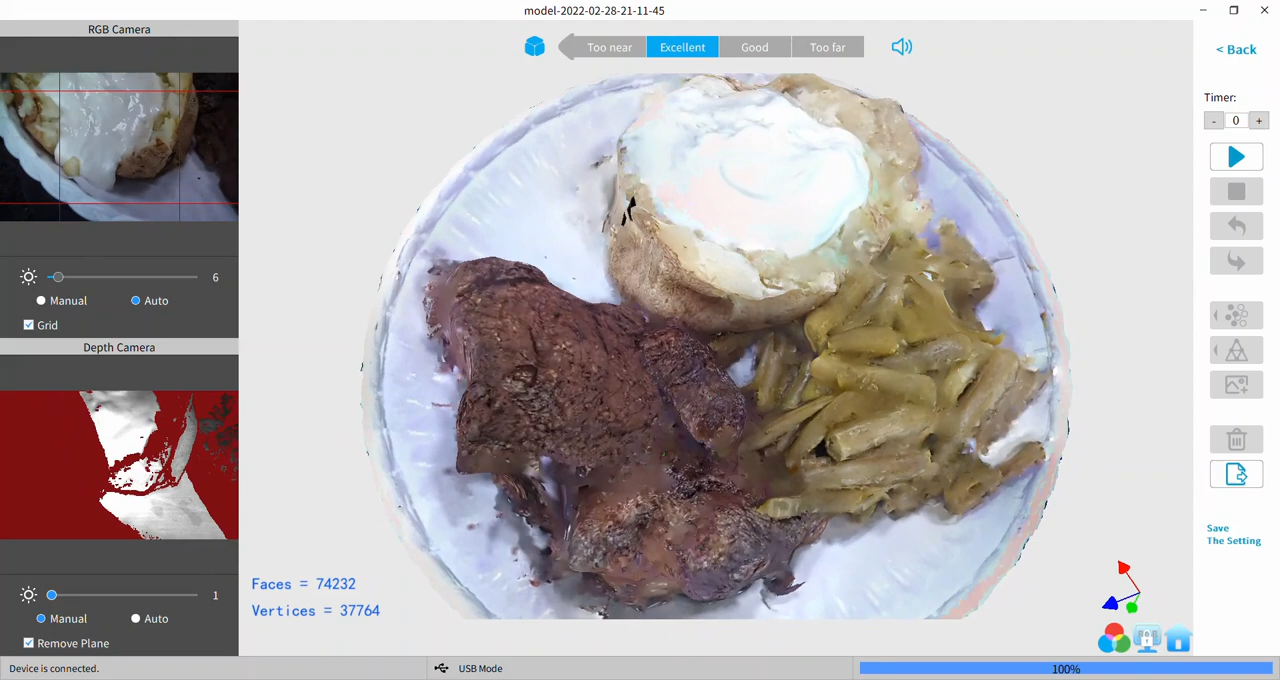 model-2022-02-28-21-11-45
RGB Camera
Too near
Excellent
Good
Too far
< Back
Timer:
- 0 +
6
Manual
Auto
Grid
Depth Camera
1
Manual
Auto
Remove Plane
Faces = 74232
Vertices = 37764
Save
The Setting
Device is connected.
USB Mode
100%